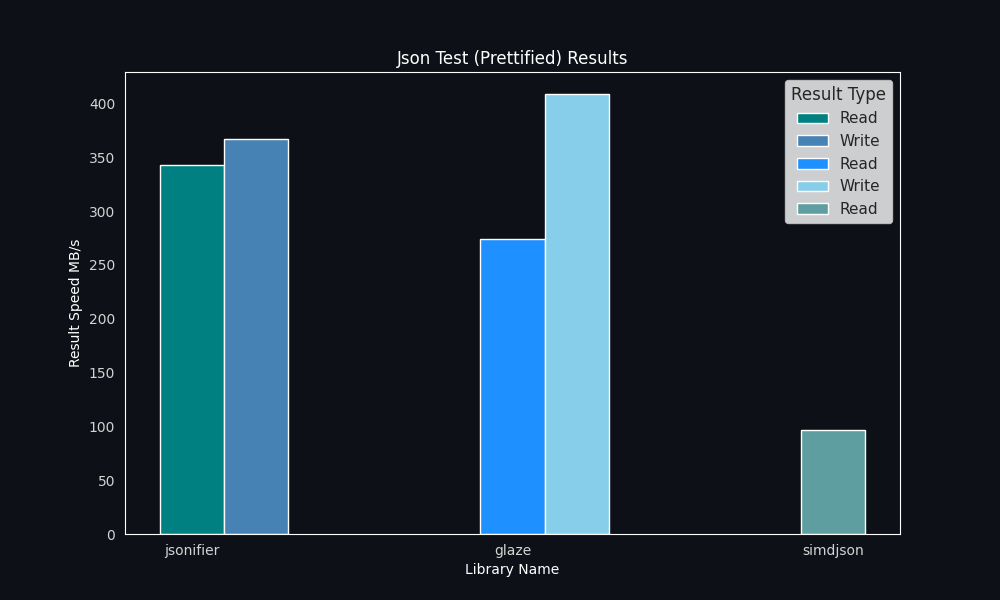 Json Test (Prettified) Results
Result Type
Read
Write
Read
Write
Read
400
350
300
250
200
150
100
50
0
Result Speed MB/s
jsonifier glaze simdjson
Library Name